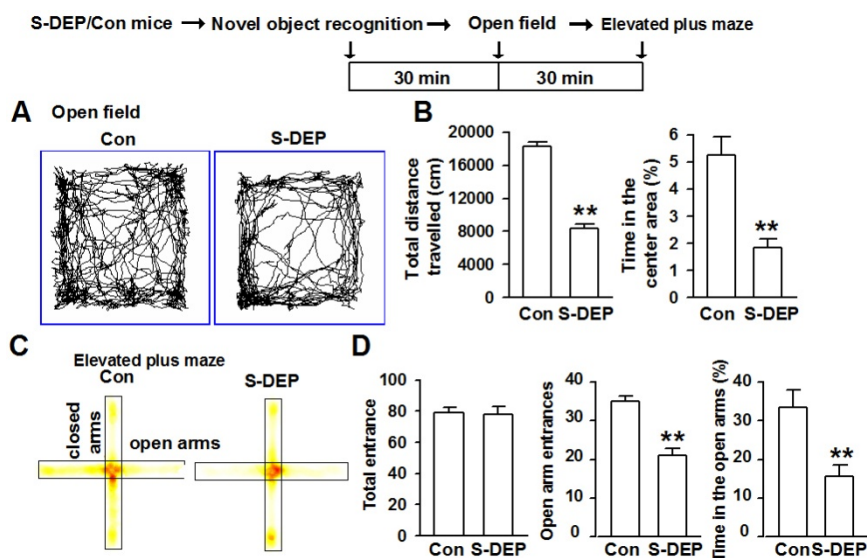 S-DEP/Con mice → Novel object recognition → Open field → Elevated plus maze
30 min 30 min
A Open field
Con S-DEP
B
Total distance travelled (cm)
20000
16000
12000
8000
4000
0
**
Con S-DEP
Time in the center area (%)
6
5
4
3
2
1
0
**
Con S-DEP
C
Elevated plus maze
Con S-DEP
closed arms
open arms
D
Total entrance
100
80
60
40
20
0
Con S-DEP
Open arm entrances
40
30
20
10
0
**
Con S-DEP
Time in the open arms (%)
40
30
20
10
0
**
Con S-DEP